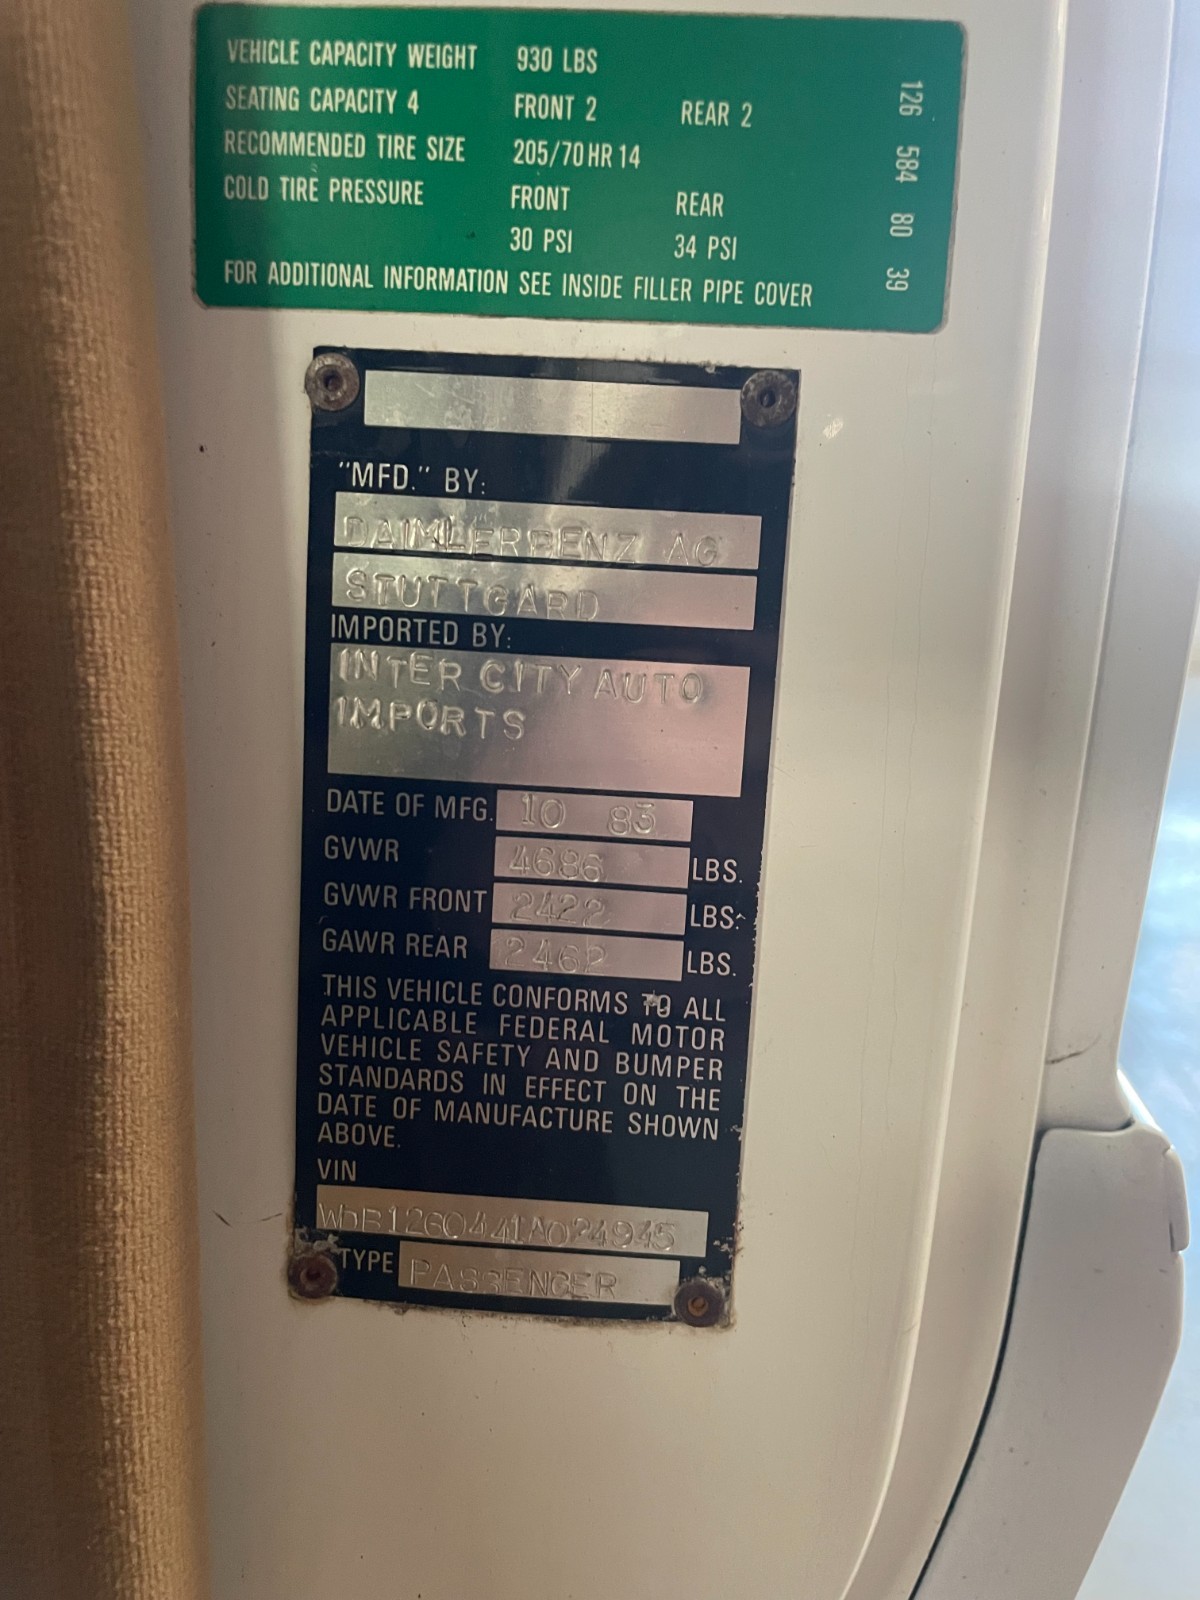 VEHICLE CAPACITY WEIGHT 930 LBS
SEATING CAPACITY 4 FRONT 2 REAR 2
RECOMMENDED TIRE SIZE 205/70 HR 14
COLD TIRE PRESSURE FRONT REAR
30 PSI 34 PSI
FOR ADDITIONAL INFORMATION SEE INSIDE FILLER PIPE COVER
126 584 80 39
"MFD." BY:
DAIMLERBENZ AG
STUTTGARD
IMPORTED BY:
INTER CITY AUTO
IMPORTS
DATE OF MFG. 10 83
GVWR 4686 LBS.
GVWR FRONT 2422 LBS.
GAWR REAR 2462 LBS.
THIS VEHICLE CONFORMS TO ALL
APPLICABLE FEDERAL MOTOR
VEHICLE SAFETY AND BUMPER
STANDARDS IN EFFECT ON THE
DATE OF MANUFACTURE SHOWN
ABOVE.
VIN
TYPE PASSENGER